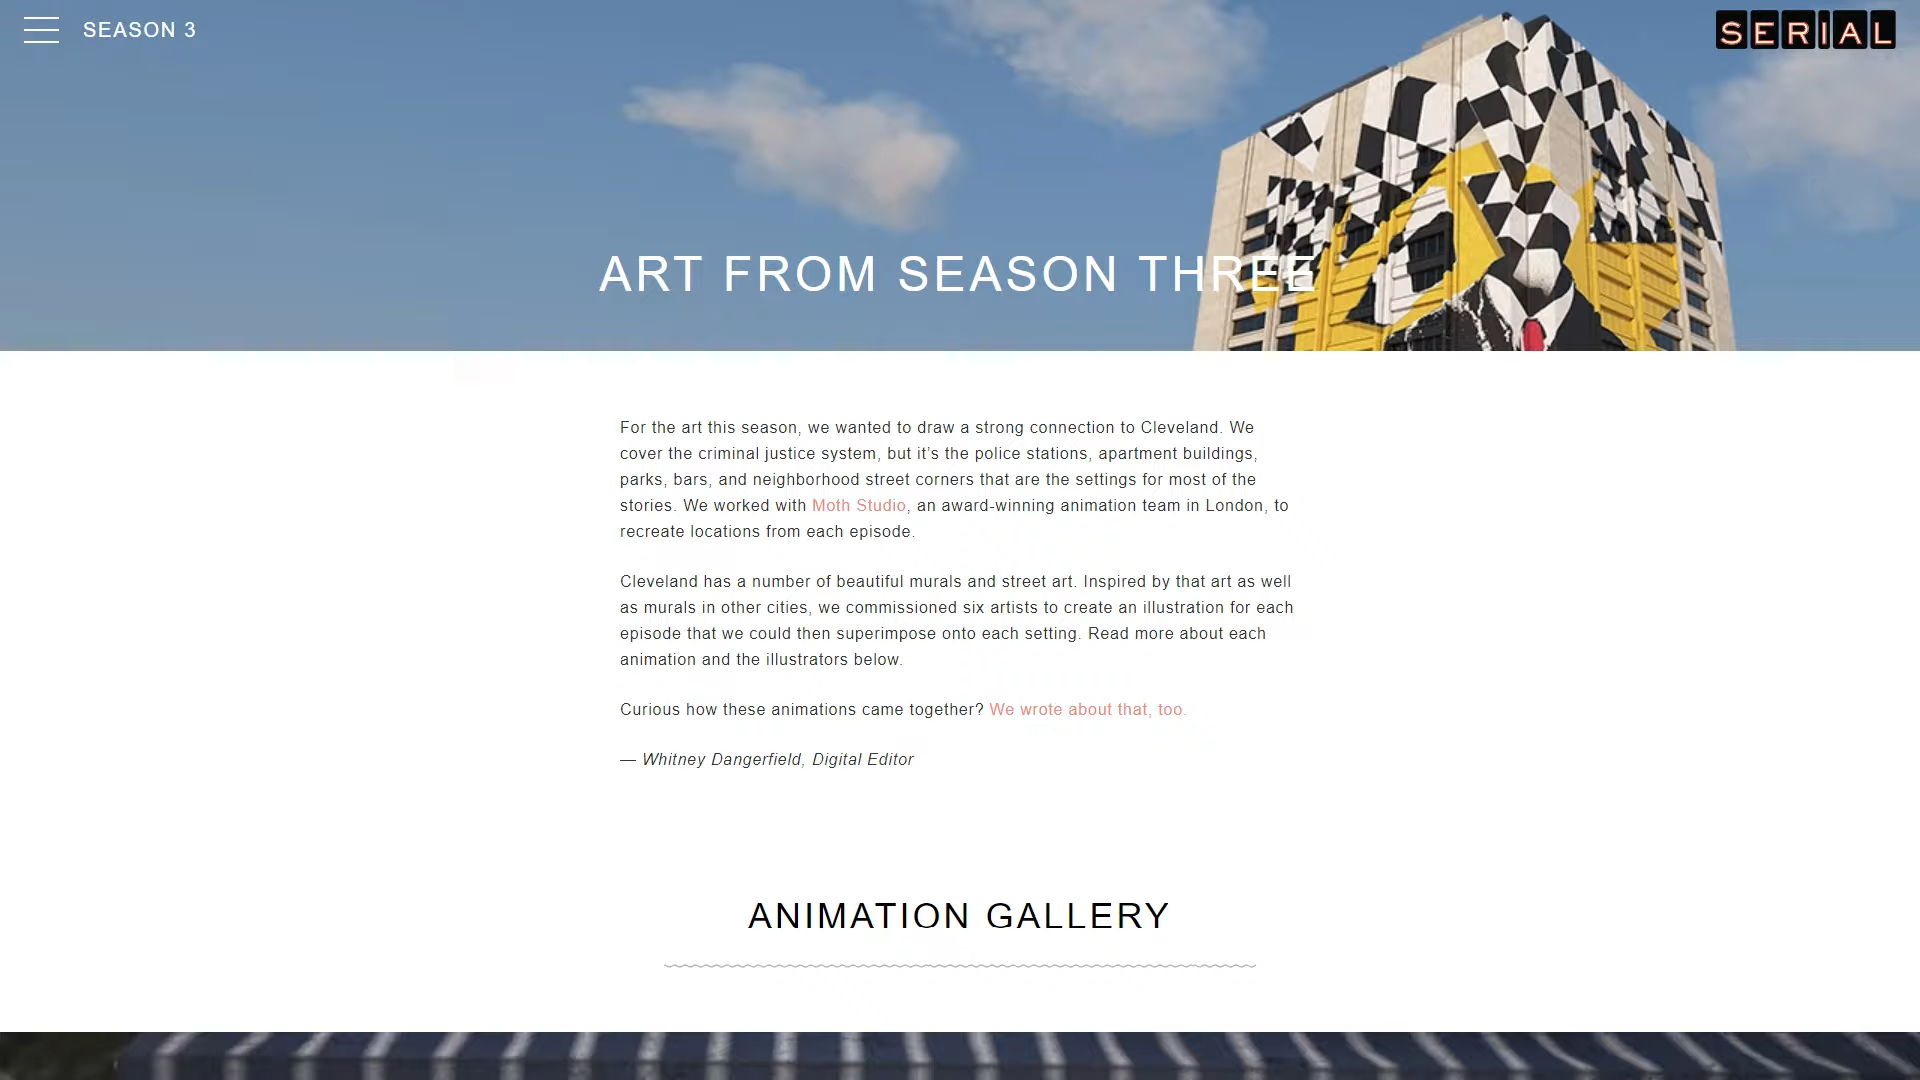 SEASON 3
SERIAL
ART FROM SEASON THREE
For the art this season, we wanted to draw a strong connection to Cleveland. We
cover the criminal justice system, but it’s the police stations, apartment buildings,
parks, bars, and neighborhood street corners that are the settings for most of the
stories. We worked with Moth Studio, an award-winning animation team in London, to
recreate locations from each episode.
Cleveland has a number of beautiful murals and street art. Inspired by that art as well
as murals in other cities, we commissioned six artists to create an illustration for each
episode that we could then superimpose onto each setting. Read more about each
animation and the illustrators below.
Curious how these animations came together? We wrote about that, too.
— Whitney Dangerfield, Digital Editor
ANIMATION GALLERY